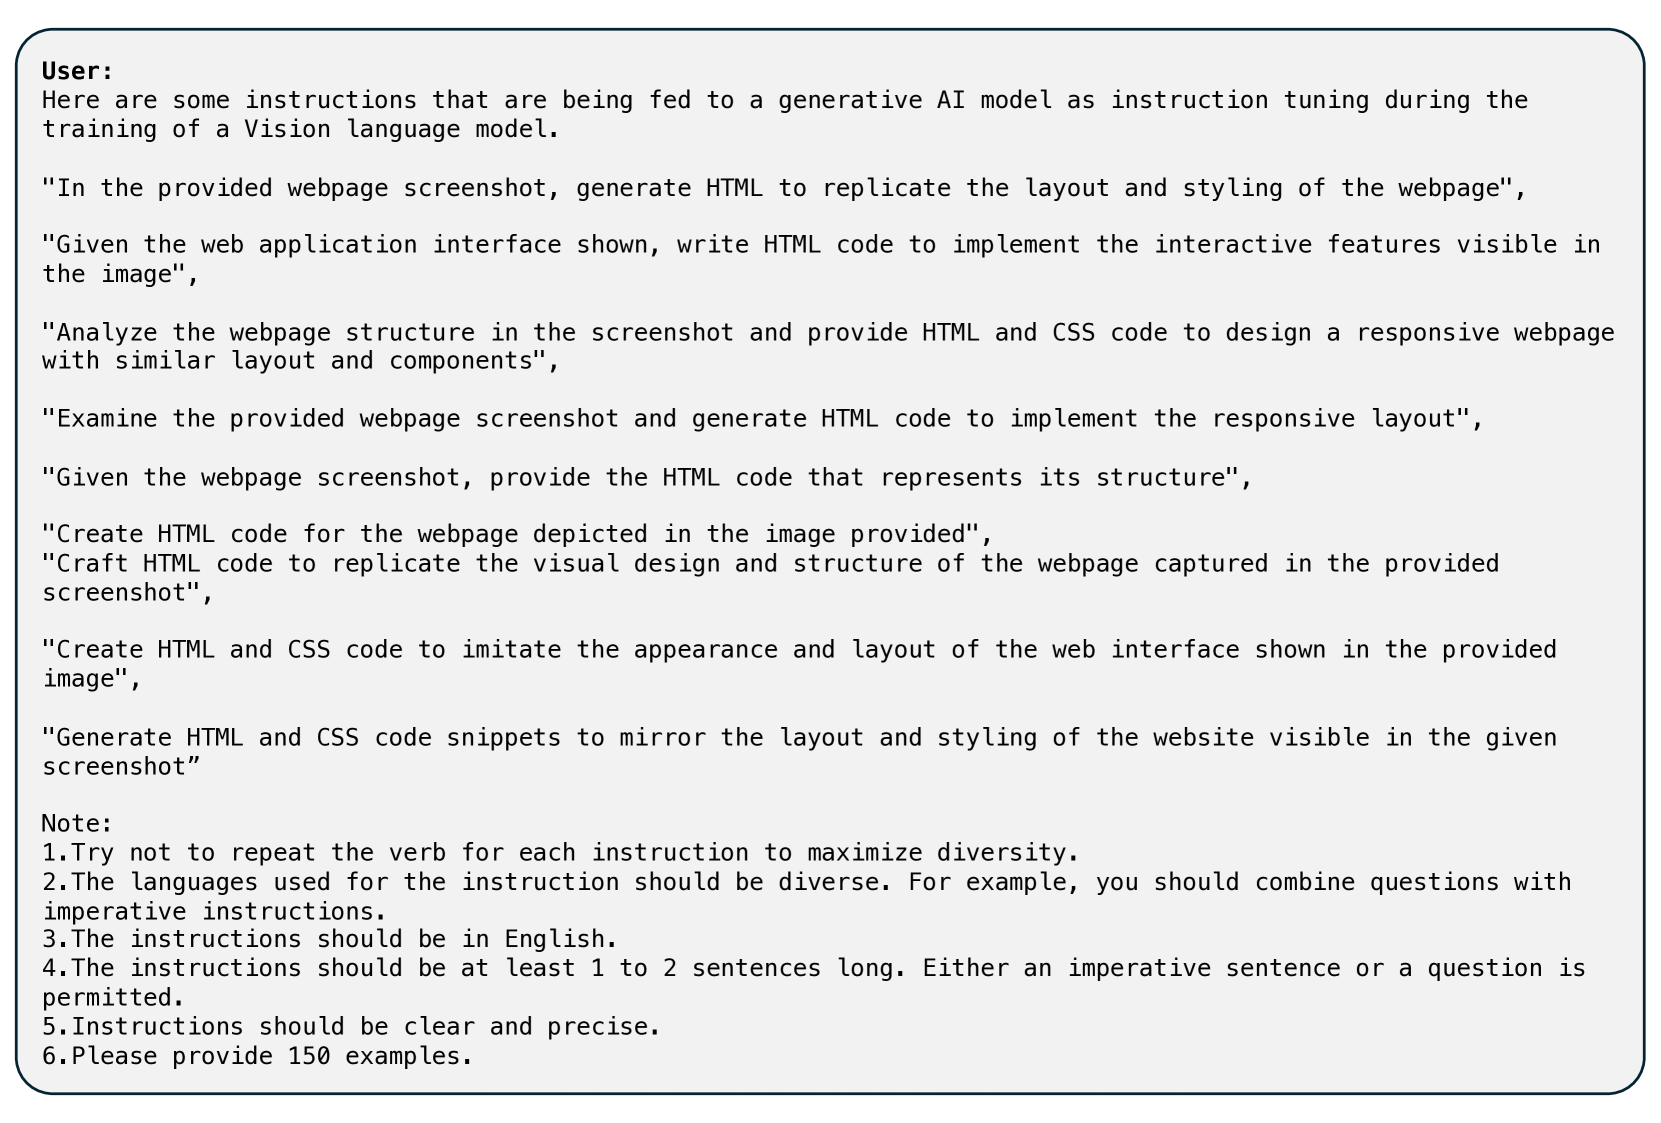 User:
Here are some instructions that are being fed to a generative AI model as instruction tuning during the
training of a Vision language model.
"In the provided webpage screenshot, generate HTML to replicate the layout and styling of the webpage",
"Given the web application interface shown, write HTML code to implement the interactive features visible in
the image",
"Analyze the webpage structure in the screenshot and provide HTML and CSS code to design a responsive webpage
with similar layout and components",
"Examine the provided webpage screenshot and generate HTML code to implement the responsive layout",
"Given the webpage screenshot, provide the HTML code that represents its structure",
"Create HTML code for the webpage depicted in the image provided",
"Craft HTML code to replicate the visual design and structure of the webpage captured in the provided
screenshot",
"Create HTML and CSS code to imitate the appearance and layout of the web interface shown in the provided
image",
"Generate HTML and CSS code snippets to mirror the layout and styling of the website visible in the given
screenshot”
Note:
1.Try not to repeat the verb for each instruction to maximize diversity.
2.The languages used for the instruction should be diverse. For example, you should combine questions with
imperative instructions.
3.The instructions should be in English.
4.The instructions should be at least 1 to 2 sentences long. Either an imperative sentence or a question is
permitted.
5.Instructions should be clear and precise.
6.Please provide 150 examples.